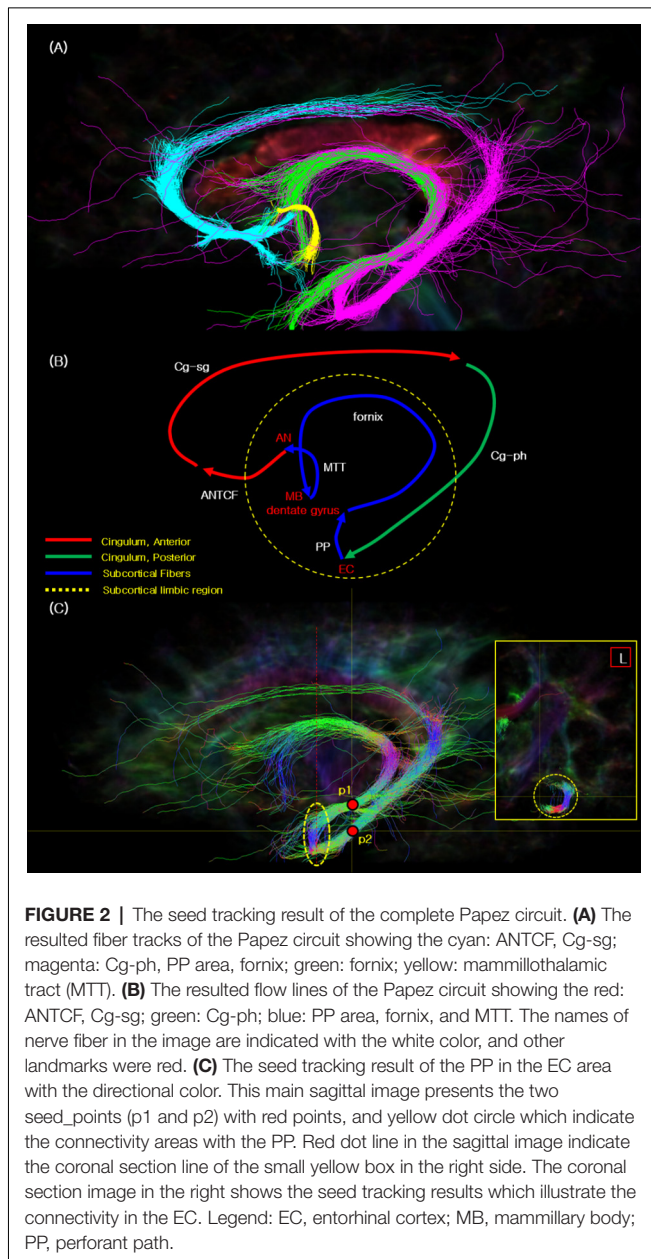 (A)
(B)
Cg-sg
fornix
AN
MTT
Cg-ph
ANTCF
MB
dentate gyrus
PP
EC
Cingulum, Anterior
Cingulum, Posterior
Subcortical Fibers
Subcortical limbic region
(C)
L
p1
p2
FIGURE 2 | The seed tracking result of the complete Papez circuit. (A) The
resulted fiber tracks of the Papez circuit showing the cyan: ANTCF, Cg-sg;
magenta: Cg-ph, PP area, fornix; green: fornix; yellow: mammillothalamic
tract (MTT). (B) The resulted flow lines of the Papez circuit showing the red:
ANTCF, Cg-sg; green: Cg-ph; blue: PP area, fornix, and MTT. The names of
nerve fiber in the image are indicated with the white color, and other
landmarks were red. (C) The seed tracking result of the PP in the EC area
with the directional color. This main sagittal image presents the two
seed_points (p1 and p2) with red points, and yellow dot circle which indicate
the connectivity areas with the PP. Red dot line in the sagittal image indicate
the coronal section line of the small yellow box in the right side. The coronal
section image in the right shows the seed tracking results which illustrate the
connectivity in the EC. Legend: EC, entorhinal cortex; MB, mammillary body;
PP, perforant path.